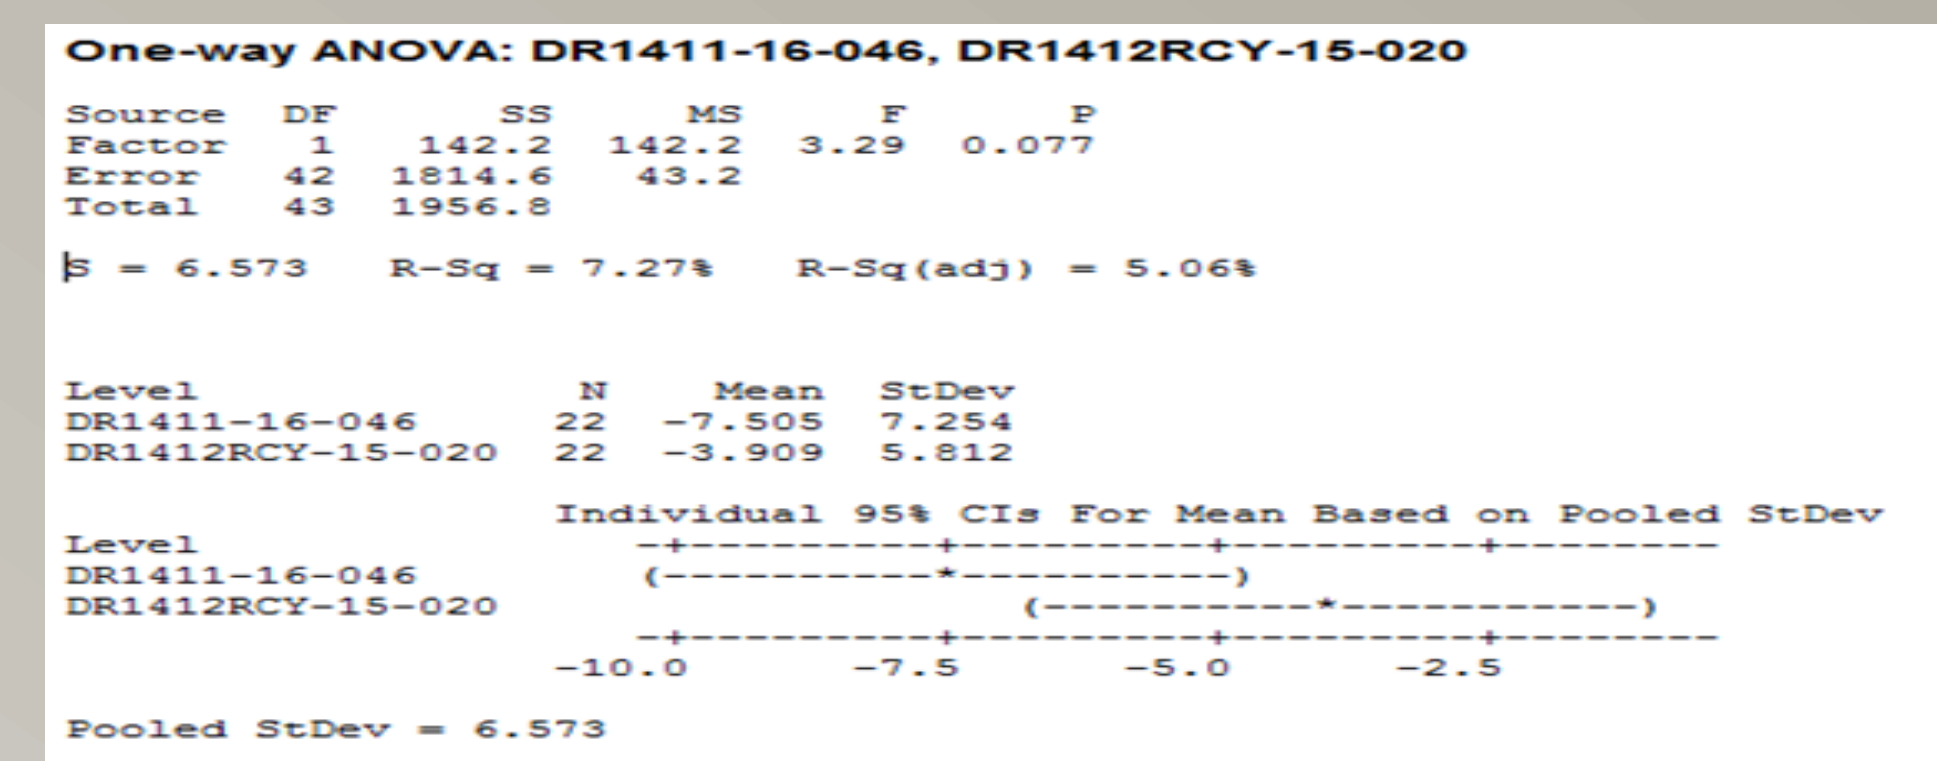 One-way ANOVA: DR1411-16-046, DR1412RCY-15-020
Source  DF      SS     MS     F      P
Factor   1   142.2  142.2  3.29  0.077
Error   42  1814.6   43.2
Total   43  1956.8
S = 6.573   R-Sq = 7.27%   R-Sq(adj) = 5.06%
Level              N    Mean  StDev
DR1411-16-046     22  -7.505  7.254
DR1412RCY-15-020  22  -3.909  5.812
Individual 95% CIs For Mean Based on Pooled StDev
Level                -+---------+---------+---------+--------
DR1411-16-046        (----------*----------)
DR1412RCY-15-020                   (----------*-----------)
-+---------+---------+---------+--------
-10.0      -7.5      -5.0      -2.5
Pooled StDev = 6.573